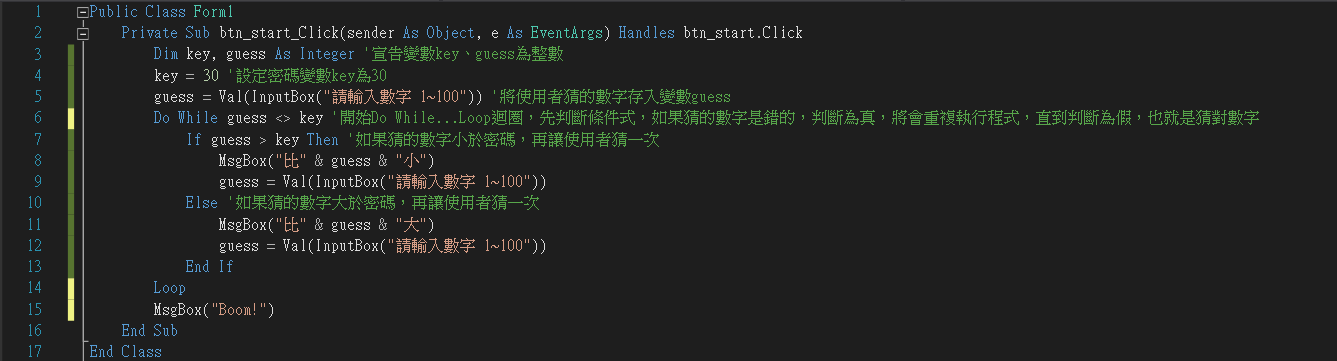 1 Public Class Form1
2 Private Sub btn_start_Click(sender As Object, e As EventArgs) Handles btn_start.Click
3 Dim key, guess As Integer '宣告變數key、guess為整數
4 key = 30 '設定密碼變數key為30
5 guess = Val(InputBox("請輸入數字 1~100")) '將使用者猜的數字存入變數guess
6 Do While guess <> key '開始Do While...Loop迴圈，先判斷條件式，如果猜的數字是錯的，判斷為真，將會重複執行程式，直到判斷為假，也就是猜對數字
7 If guess > key Then '如果猜的數字小於密碼，再讓使用者猜一次
8 MsgBox("比" & guess & "小")
9 guess = Val(InputBox("請輸入數字 1~100"))
10 Else '如果猜的數字大於密碼，再讓使用者猜一次
11 MsgBox("比" & guess & "大")
12 guess = Val(InputBox("請輸入數字 1~100"))
13 End If
14 Loop
15 MsgBox("Boom!")
16 End Sub
17 End Class